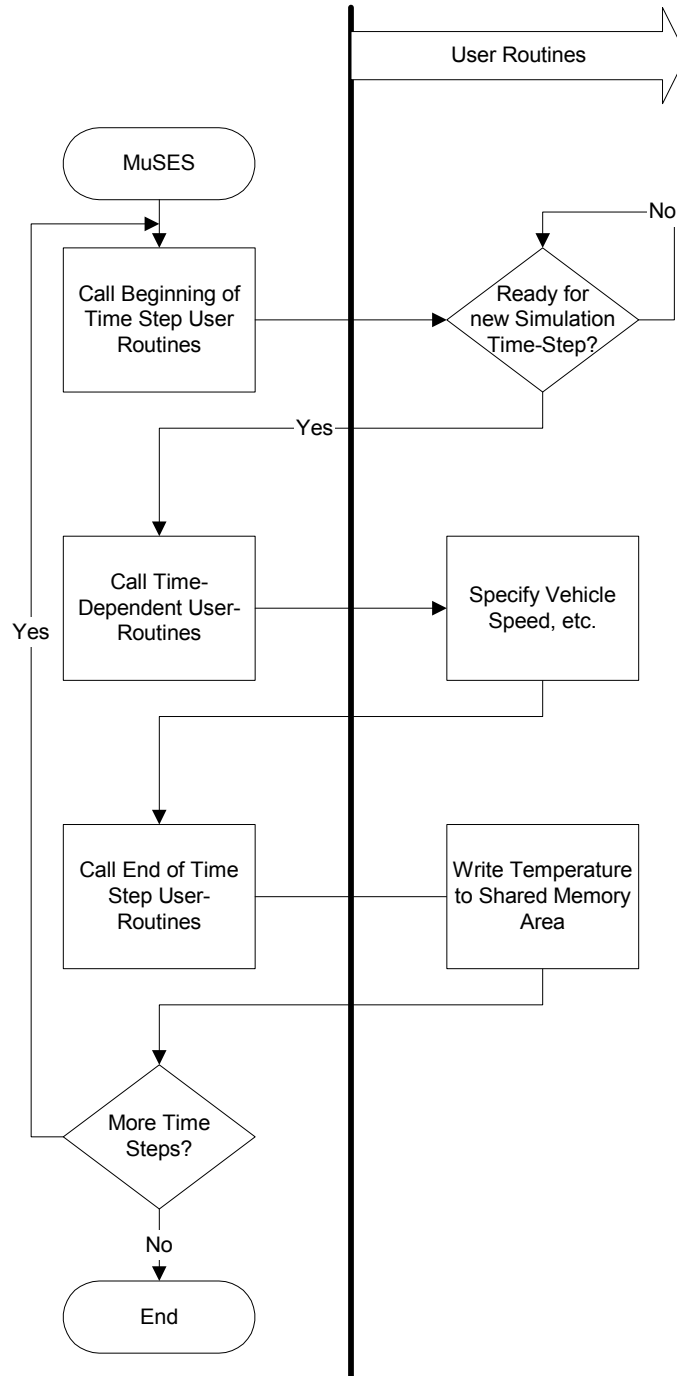 User Routines
MuSES
No
Call Beginning of
Time Step User
Routines
Ready for
new Simulation
Time-Step?
Yes
Call Time-
Dependent User-
Routines
Specify Vehicle
Speed, etc.
Yes
Call End of Time
Step User-
Routines
Write Temperature
to Shared Memory
Area
More Time
Steps?
No
End